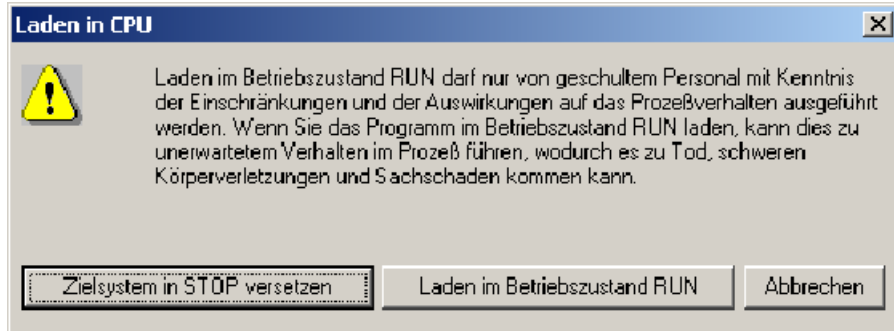 Laden in CPU
Laden im Betriebszustand RUN darf nur von geschultem Personal mit Kenntnis
der Einschränkungen und der Auswirkungen auf das Prozeßverhalten ausgeführt
werden. Wenn Sie das Programm im Betriebszustand RUN laden, kann dies zu
unerwartetem Verhalten im Prozeß führen, wodurch es zu Tod, schweren
Körperverletzungen und Sachschaden kommen kann.
Zielsystem in STOP versetzen Laden im Betriebszustand RUN Abbrechen